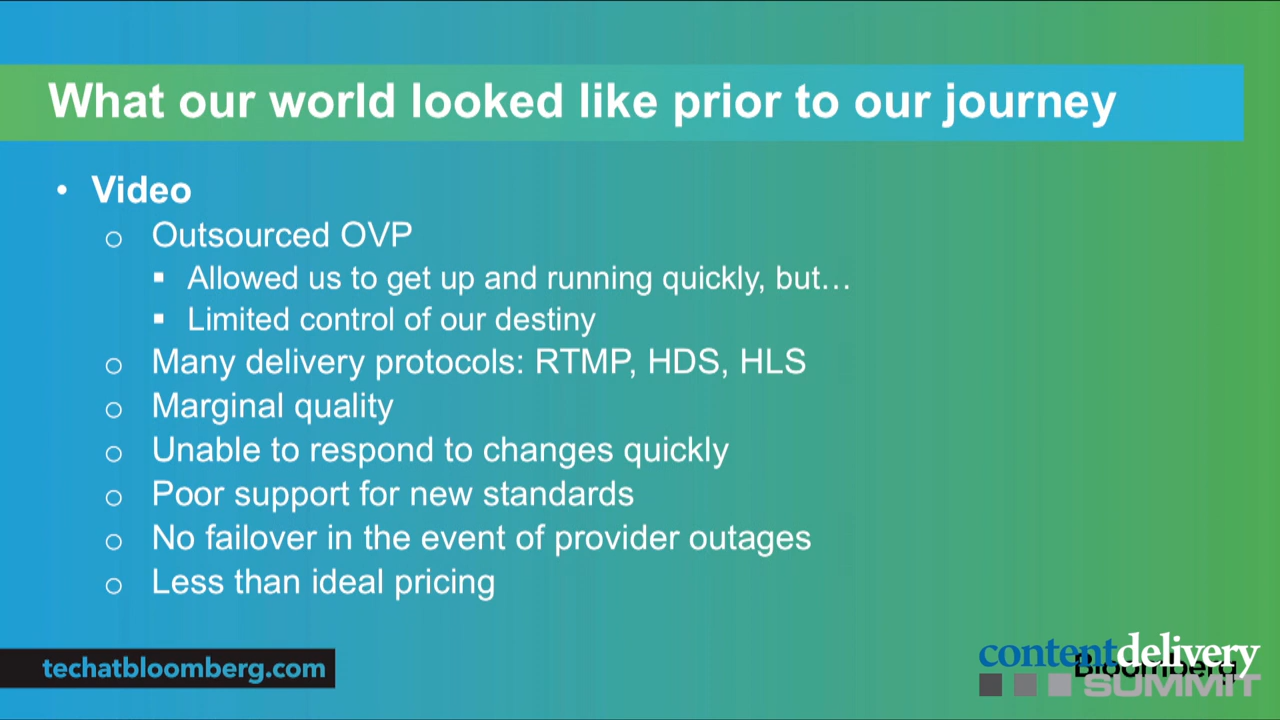 What our world looked like prior to our journey
• Video
o Outsourced OVP
▪ Allowed us to get up and running quickly, but…
▪ Limited control of our destiny
o Many delivery protocols: RTMP, HDS, HLS
o Marginal quality
o Unable to respond to changes quickly
o Poor support for new standards
o No failover in the event of provider outages
o Less than ideal pricing
techatbloomberg.com
contentdelivery
Bloomberg
SUMMIT